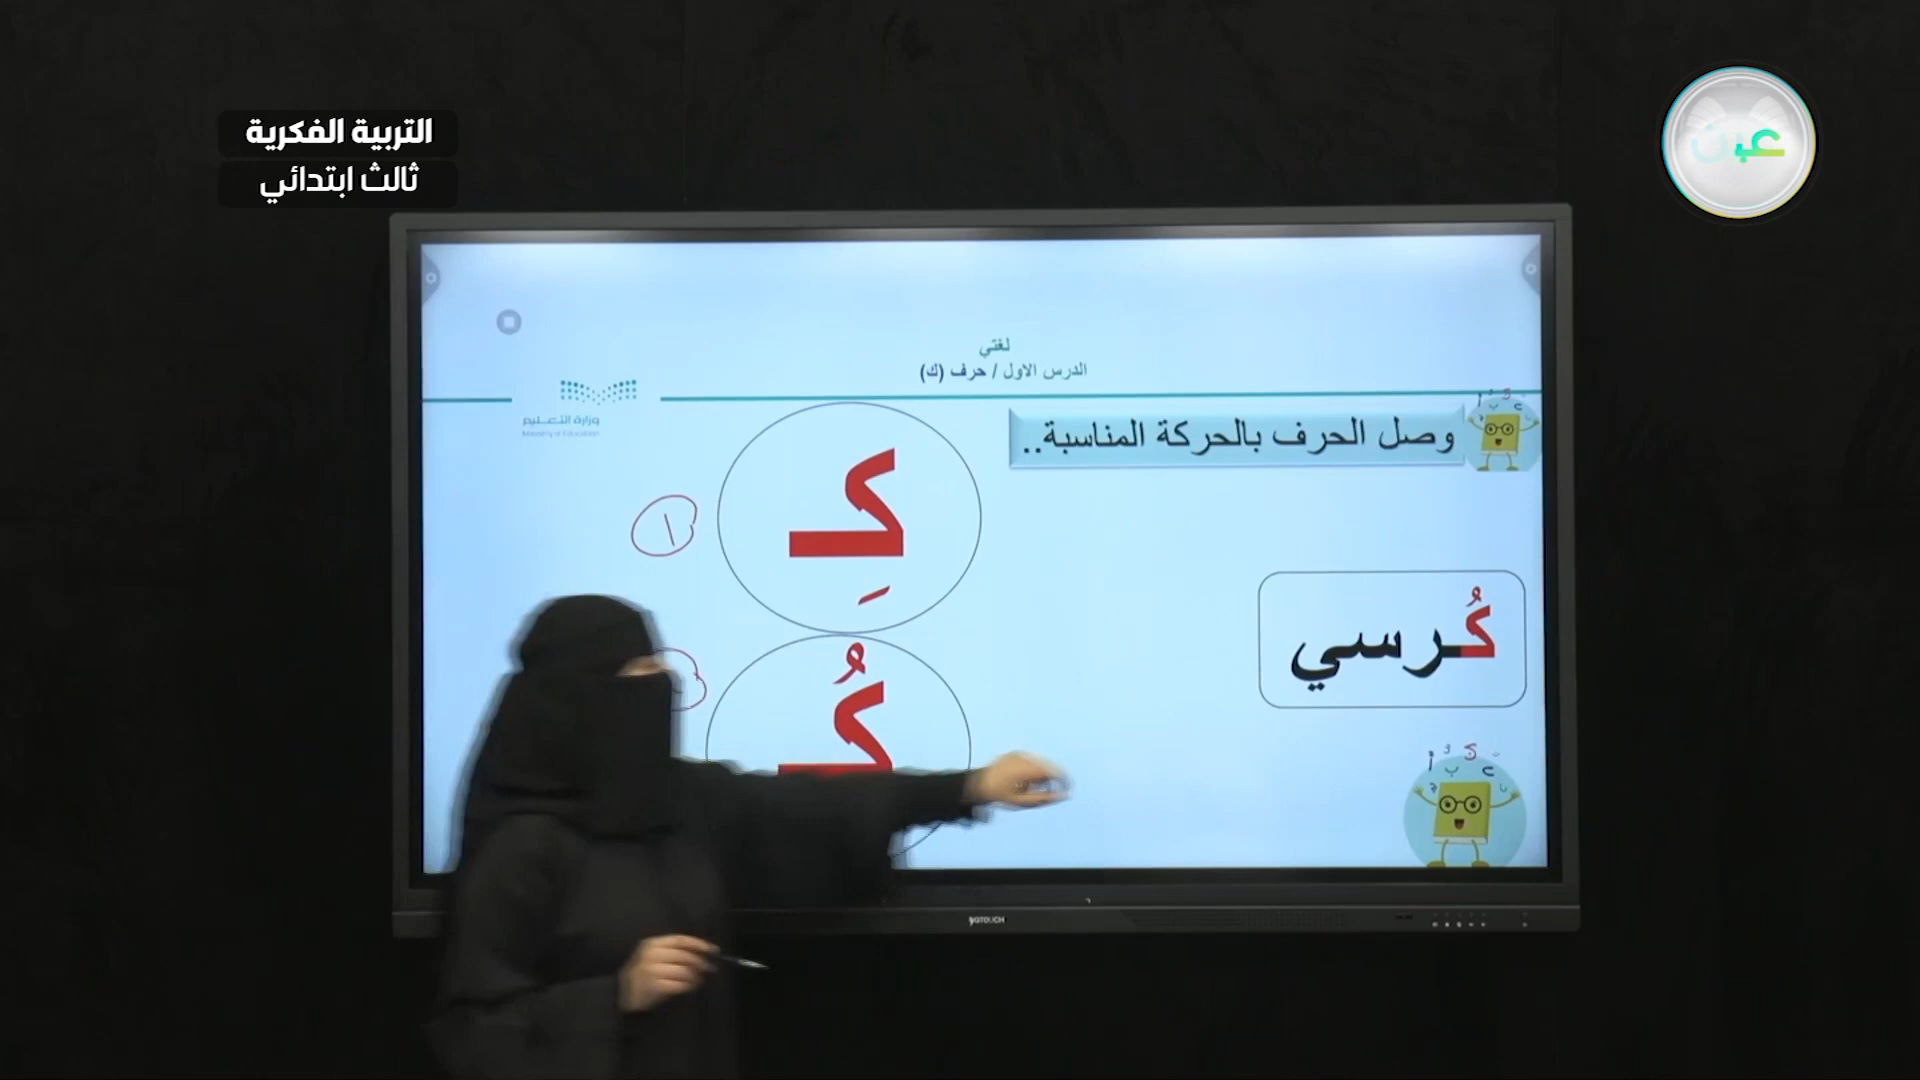 التربية الفكرية
ثالث ابتدائي
عين
لغتي
الدرس الاول / حرف (ك)
وزارة التعليم
Ministry of Education
وصل الحرف بالحركة المناسبة..
كِـ
١
كُرسي
كُـ